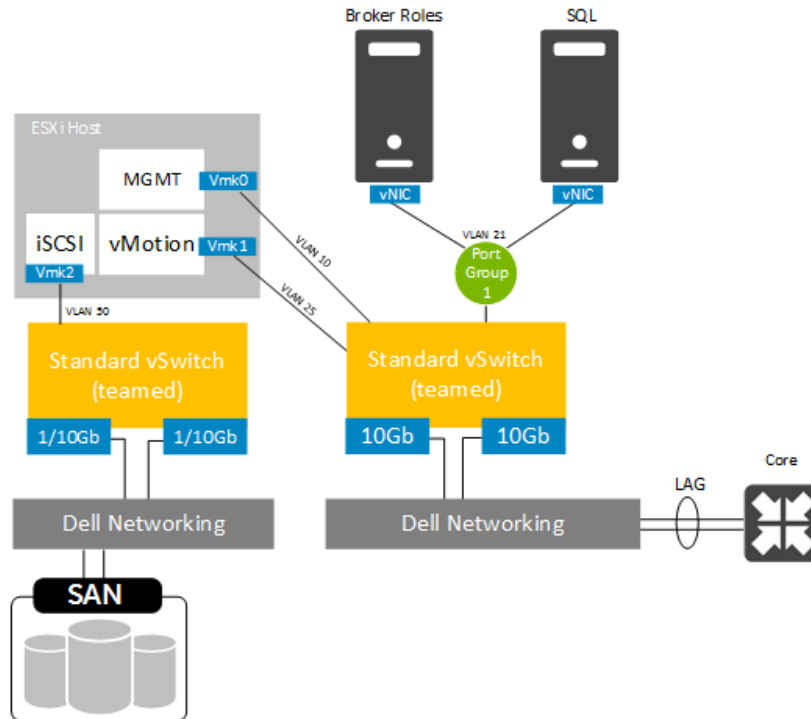 Broker Roles
SQL
ESXi Host
MGMT
Vmk0
vMotion
Vmk1
iSCSI
Vmk2
vNIC
vNIC
VLAN 21
Port
Group
1
VLAN 10
VLAN 25
VLAN 50
Standard vSwitch
(teamed)
1/10Gb
1/10Gb
Standard vSwitch
(teamed)
10Gb
10Gb
Dell Networking
Dell Networking
LAG
Core
SAN